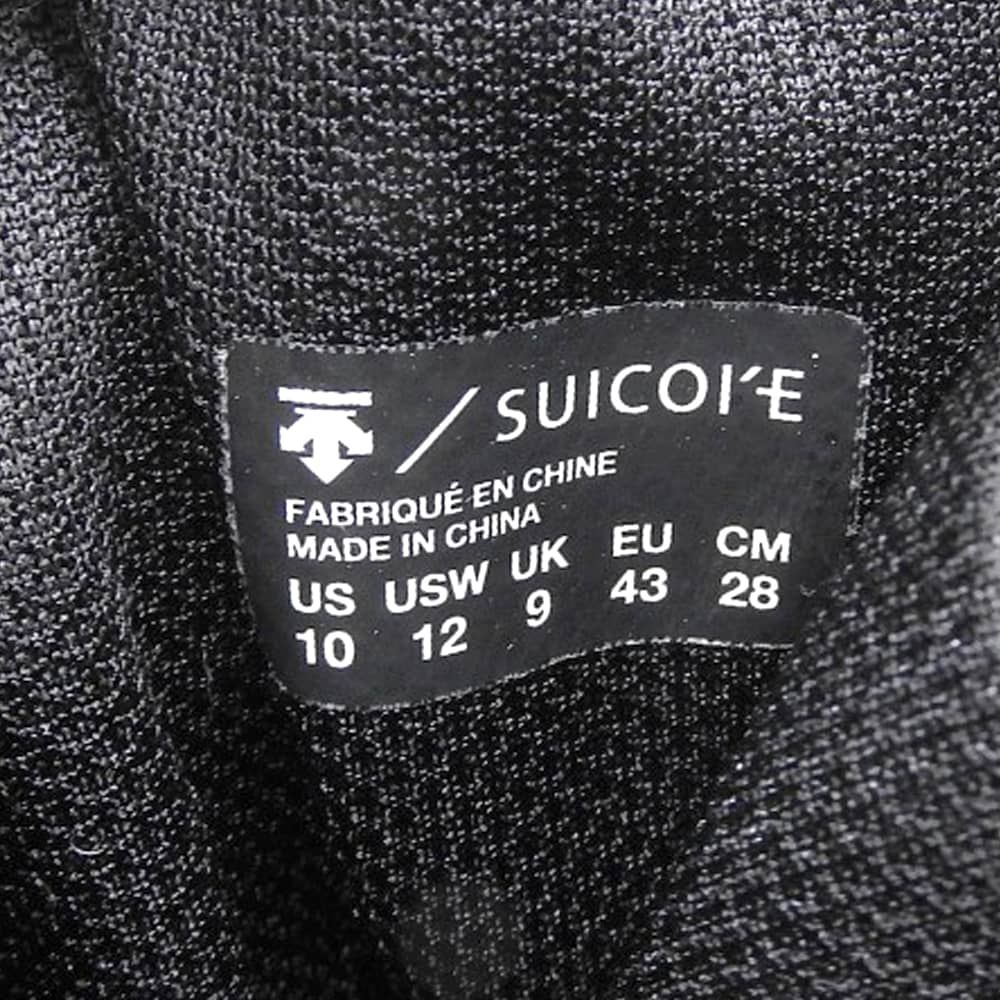 / SUICOKE
FABRIQUÉ EN CHINE
MADE IN CHINA
US USW UK EU CM
10 12 9 43 28